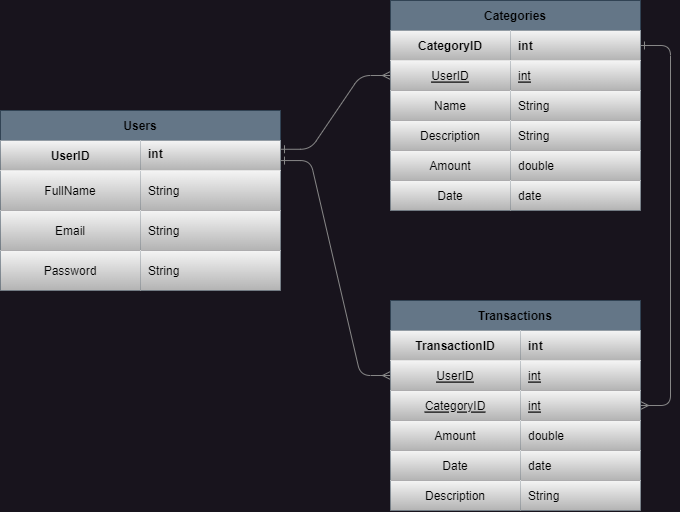 Categories
CategoryID int
UserID int
Name String
Description String
Amount double
Date date
Users
UserID int
FullName String
Email String
Password String
Transactions
TransactionID int
UserID int
CategoryID int
Amount double
Date date
Description String